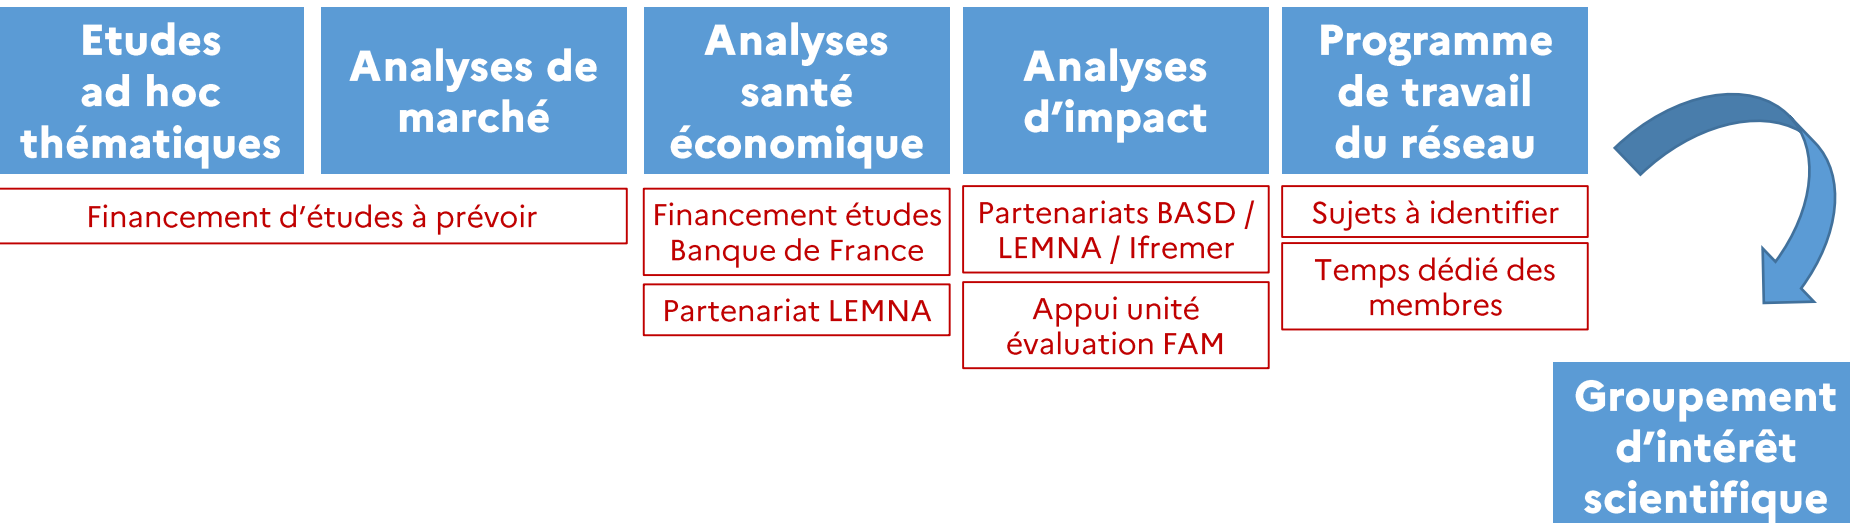 Etudes
ad hoc
thématiques
Analyses de
marché
Analyses
santé
économique
Analyses
d’impact
Programme
de travail
du réseau
Financement d’études à prévoir
Financement études
Banque de France
Partenariat LEMNA
Partenariats BASD /
LEMNA / Ifremer
Appui unité
évaluation FAM
Sujets à identifier
Temps dédié des
membres
Groupement
d’intérêt
scientifique